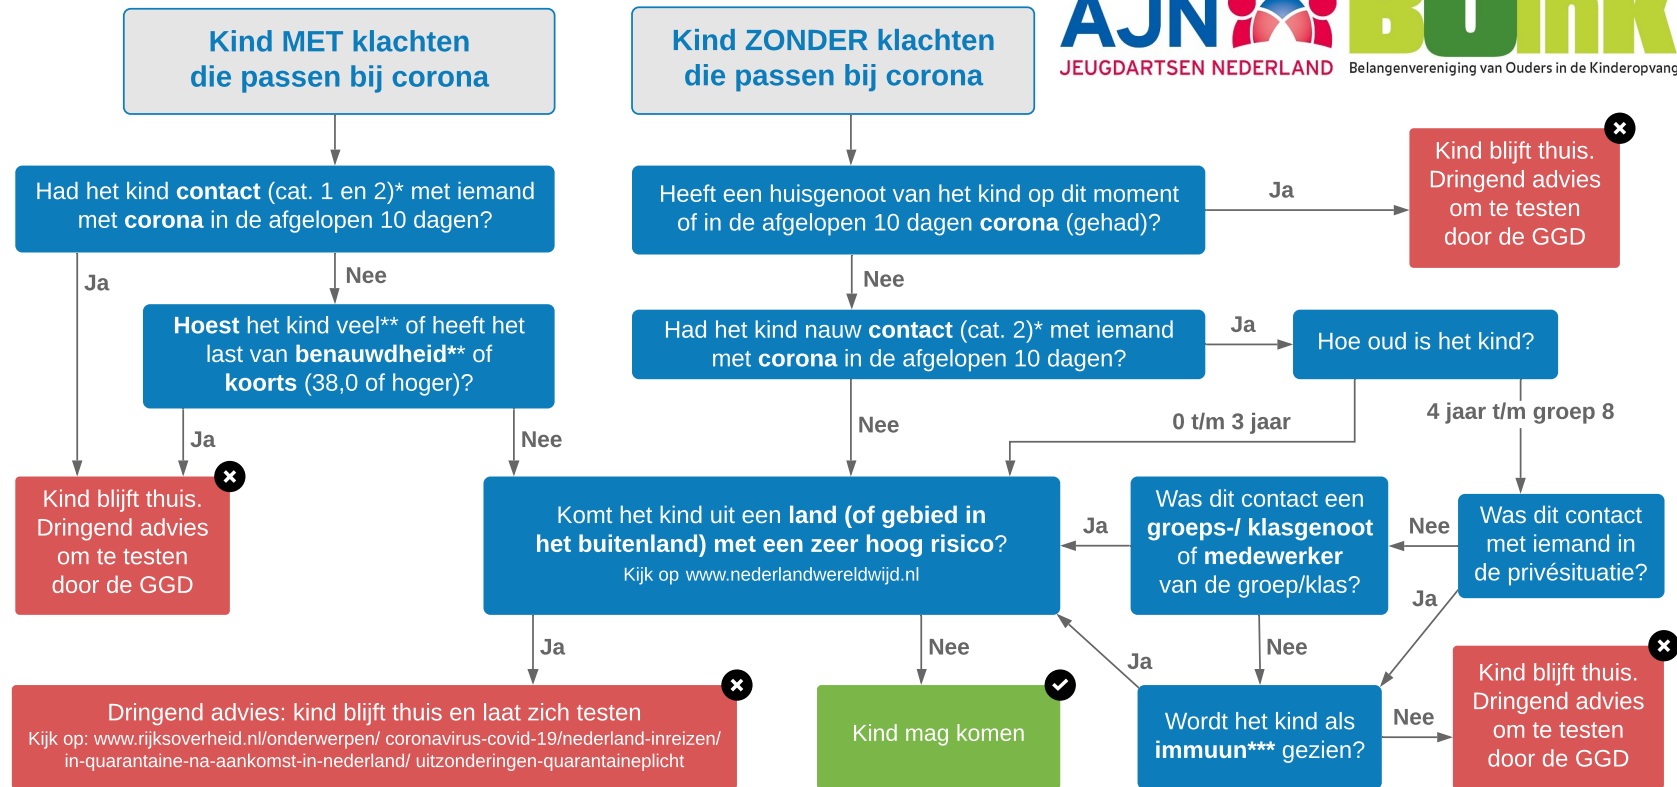 Kind MET klachten
die passen bij corona
Kind ZONDER klachten
die passen bij corona
AJN
JEUGDARTSEN NEDERLAND
BOinK
Belangenvereniging van Ouders in de Kinderopvang
Had het kind contact (cat. 1 en 2)* met iemand
met corona in de afgelopen 10 dagen?
Heeft een huisgenoot van het kind op dit moment
of in de afgelopen 10 dagen corona (gehad)?
Ja
Kind blijft thuis.
Dringend advies
om te testen
door de GGD
Ja
Nee
Nee
Hoest het kind veel** of heeft het
last van benauwdheid** of
koorts (38,0 of hoger)?
Had het kind nauw contact (cat. 2)* met iemand
met corona in de afgelopen 10 dagen?
Ja
Hoe oud is het kind?
Ja
Nee
Nee
0 t/m 3 jaar
4 jaar t/m groep 8
Kind blijft thuis.
Dringend advies
om te testen
door de GGD
Komt het kind uit een land (of gebied in
het buitenland) met een zeer hoog risico?
Kijk op www.nederlandwereldwijd.nl
Ja
Was dit contact een
groeps-/ klasgenoot
of medewerker
van de groep/klas?
Nee
Was dit contact
met iemand in
de privésituatie?
Ja
Nee
Ja
Nee
Ja
Dringend advies: kind blijft thuis en laat zich testen
Kijk op: www.rijksoverheid.nl/onderwerpen/ coronavirus-covid-19/nederland-inreizen/
in-quarantaine-na-aankomst-in-nederland/ uitzonderingen-quarantaineplicht
Kind mag komen
Wordt het kind als
immuun*** gezien?
Nee
Kind blijft thuis.
Dringend advies
om te testen
door de GGD